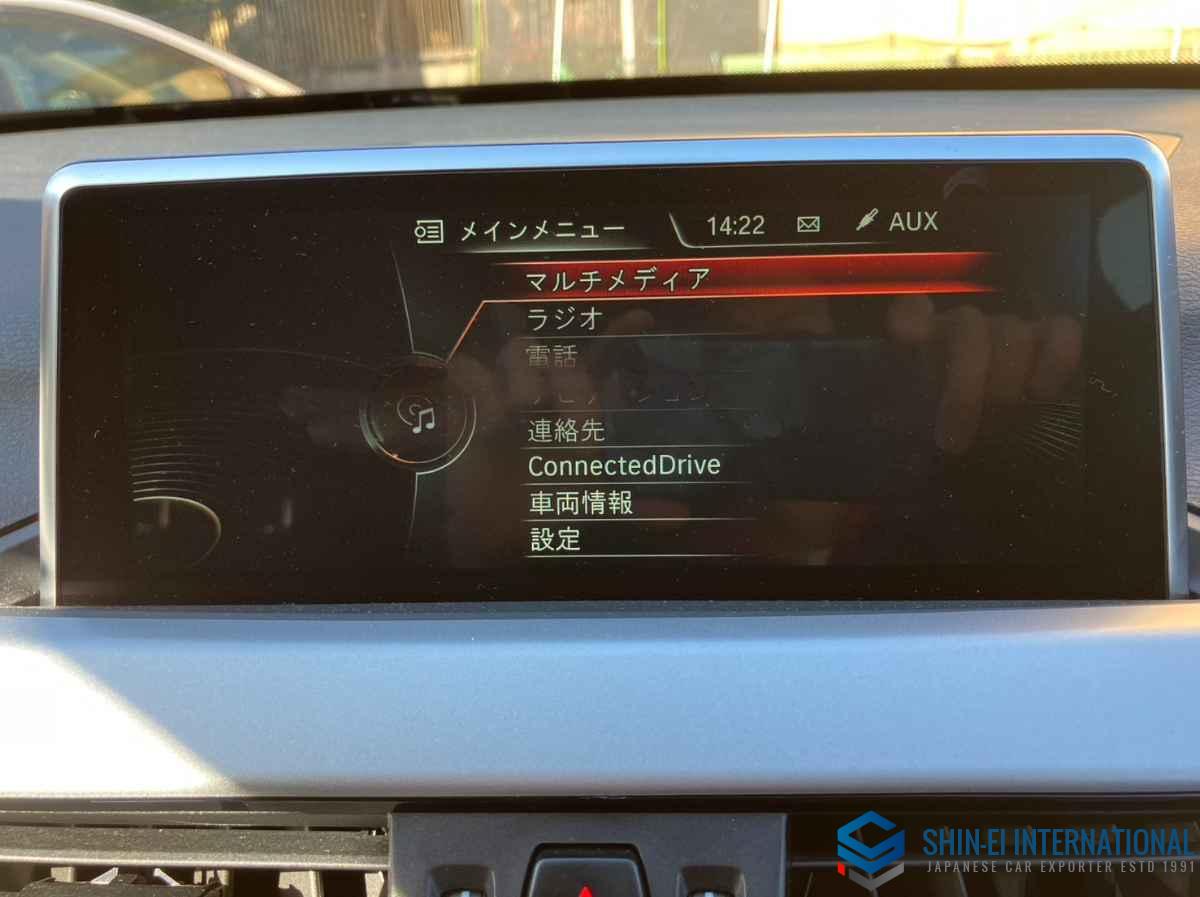 メインメニュー 14:22 AUX
マルチメディア
ラジオ
電話
連絡先
ConnectedDrive
車両情報
設定
SHIN-EI INTERNATIONAL
JAPANESE CAR EXPORTER ESTD 1991